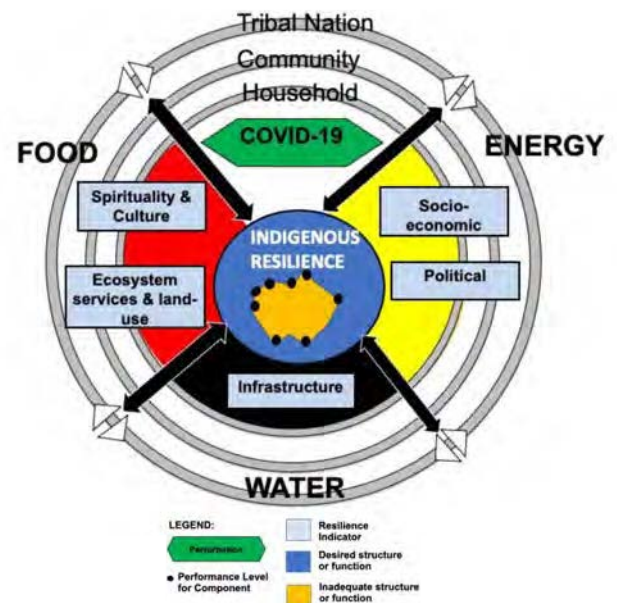 Tribal Nation
Community
Household
COVID-19
FOOD
ENERGY
Spirituality &
Culture
Socio-
economic
INDIGENOUS
RESILIENCE
Ecosystem
services & land-
use
Political
Infrastructure
WATER
LEGEND:
Perturbation
Performance Level
for Component
Resilience
Indicator
Desired structure
or function
Inadequate structure
or function